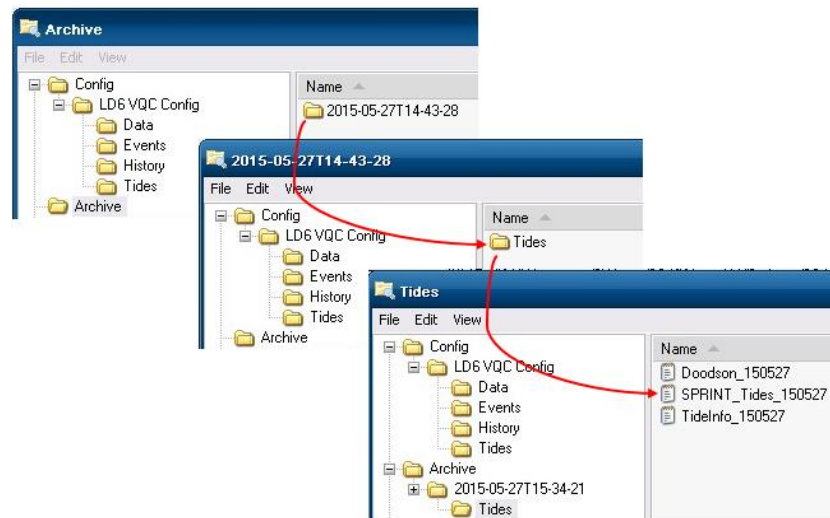 Archive
File Edit View
Config
LD6 VQC Config
Data
Events
History
Tides
Archive
Name
2015-05-27T14-43-28
2015-05-27T14-43-28
File Edit View
Config
LD6 VQC Config
Data
Events
History
Tides
Archive
Name
Tides
Tides
File Edit View
Config
LD6 VQC Config
Data
Events
History
Tides
Archive
2015-05-27T15-34-21
Tides
Name
Doodson_150527
SPRINT_Tides_150527
TideInfo_150527